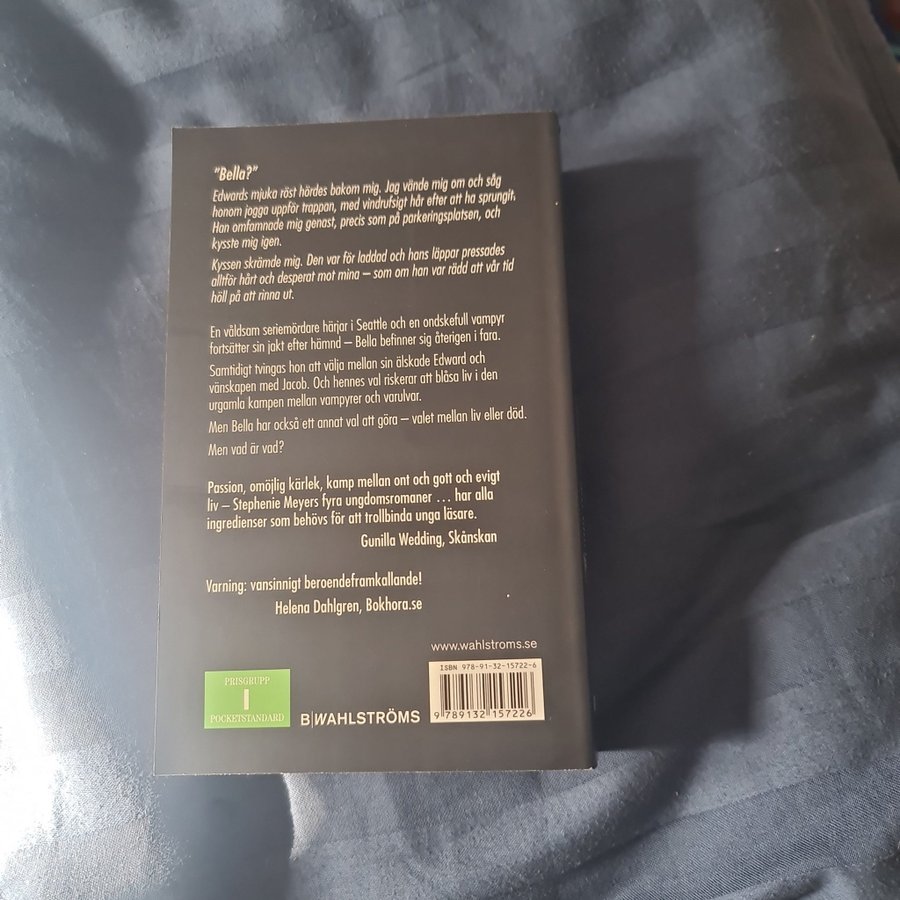 "Bella?"
Edwards mjuka röst hördes bakom mig. Jag vände mig om och såg
honom jogga uppför trappan, med vindrufsigt hår efter att ha sprungit.
Han omfamnade mig genast, precis som på parkeringsplatsen, och
kysste mig igen.
Kyssen skrämde mig. Den var för laddad och hans läppar pressades
alltför hårt och desperat mot mina – som om han var rädd att vår tid
höll på att rinna ut.
En våldsam seriemördare härjar i Seattle och en ondskefull vampyr
fortsätter sin jakt efter hämnd – Bella befinner sig återigen i fara.
Samtidigt tvingas hon att välja mellan sin älskade Edward och
vänskapen med Jacob. Och hennes val riskerar att blåsa liv i den
urgamla kampen mellan vampyrer och varulvar.
Men Bella har också ett annat val att göra – valet mellan liv eller död.
Men vad är vad?
Passion, omöjlig kärlek, kamp mellan ont och gott och evigt
liv – Stephenie Meyers fyra ungdomsromaner ... har alla
ingredienser som behövs för att trollbinda unga läsare.
Gunilla Wedding, Skånskan
Varning: vansinnigt beroendeframkallande!
Helena Dahlgren, Bokhora.se
www.wahlstroms.se
ISBN 978-91-32-15722-6
PRISGRUPP
I
POCKETSTANDARD
B|WAHLSTRÖMS
9 789132 157226